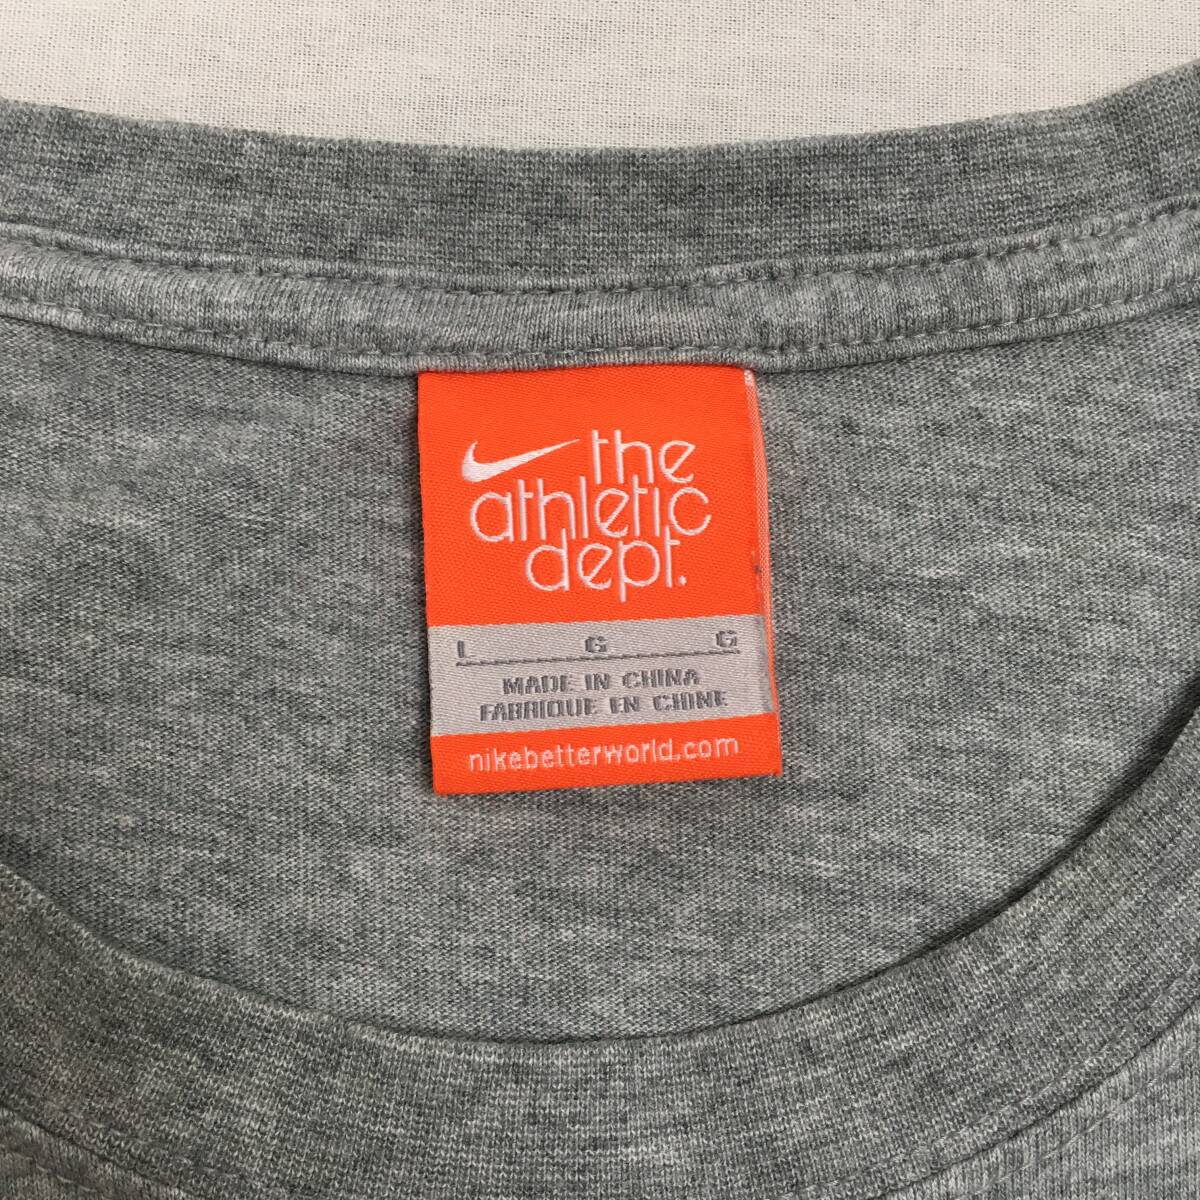 the
athletic
dept.
L G G
MADE IN CHINA
FABRIQUE EN CHINE
nikebetterworld.com